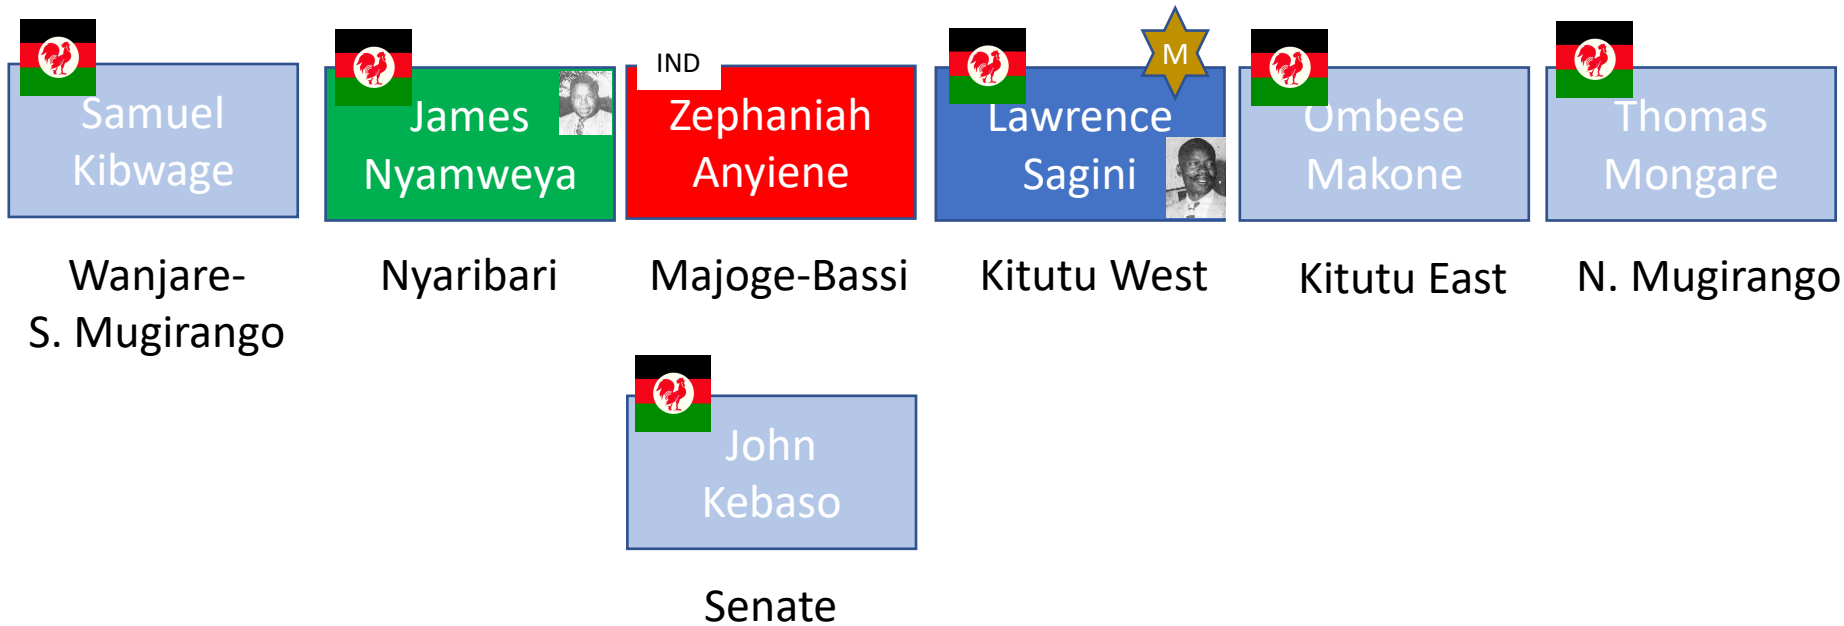 Samuel
Kibwage
James
Nyamweya
IND
Zephaniah
Anyiene
M
Lawrence
Sagini
Ombese
Makone
Thomas
Mongare
Wanjare-
S. Mugirango
Nyaribari
Majoge-Bassi
Kitutu West
Kitutu East
N. Mugirango
John
Kebaso
Senate